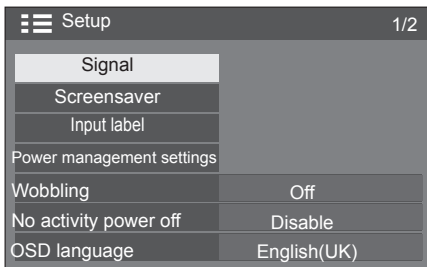 Setup 1/2
Signal
Screensaver
Input label
Power management settings
Wobbling Off
No activity power off Disable
OSD language English(UK)